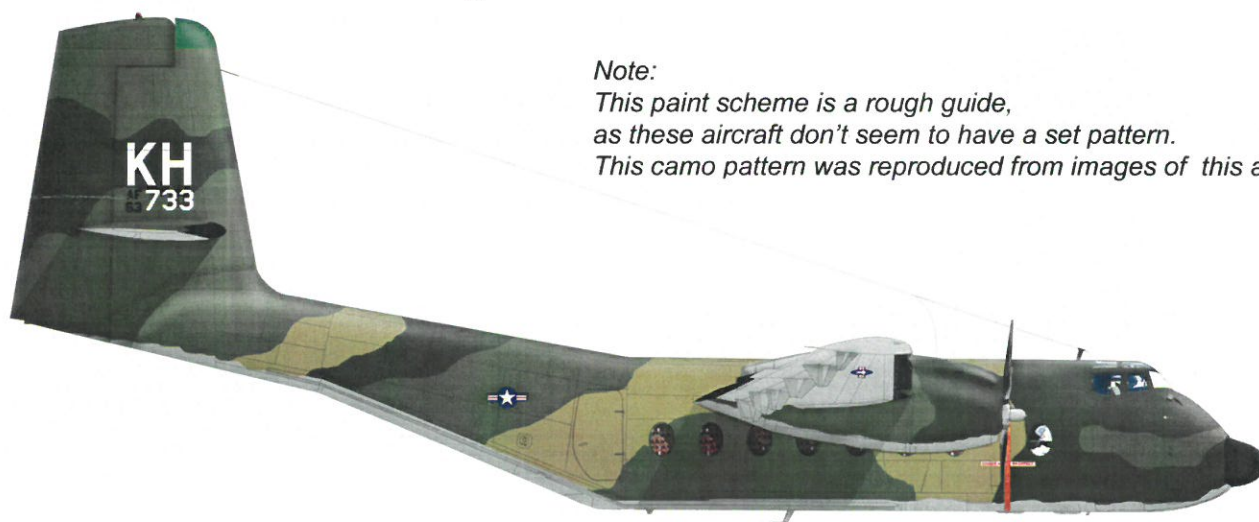 Note:
This paint scheme is a rough guide,
as these aircraft don't seem to have a set pattern.
This camo pattern was reproduced from images of this a
KH
AF
63 733